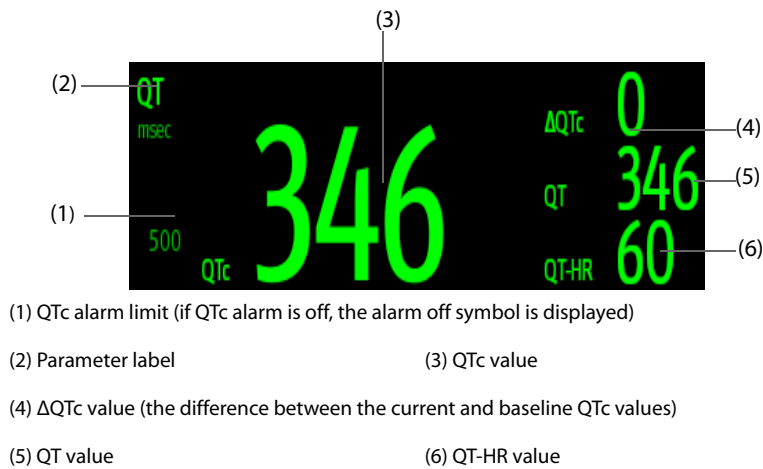 (3)
(2)
QT
msec
346
ΔQTc 0
(4)
QT 346
(5)
(1)
500
QTc
QT-HR 60
(6)
(1) QTc alarm limit (if QTc alarm is off, the alarm off symbol is displayed)
(2) Parameter label (3) QTc value
(4) ΔQTc value (the difference between the current and baseline QTc values)
(5) QT value (6) QT-HR value